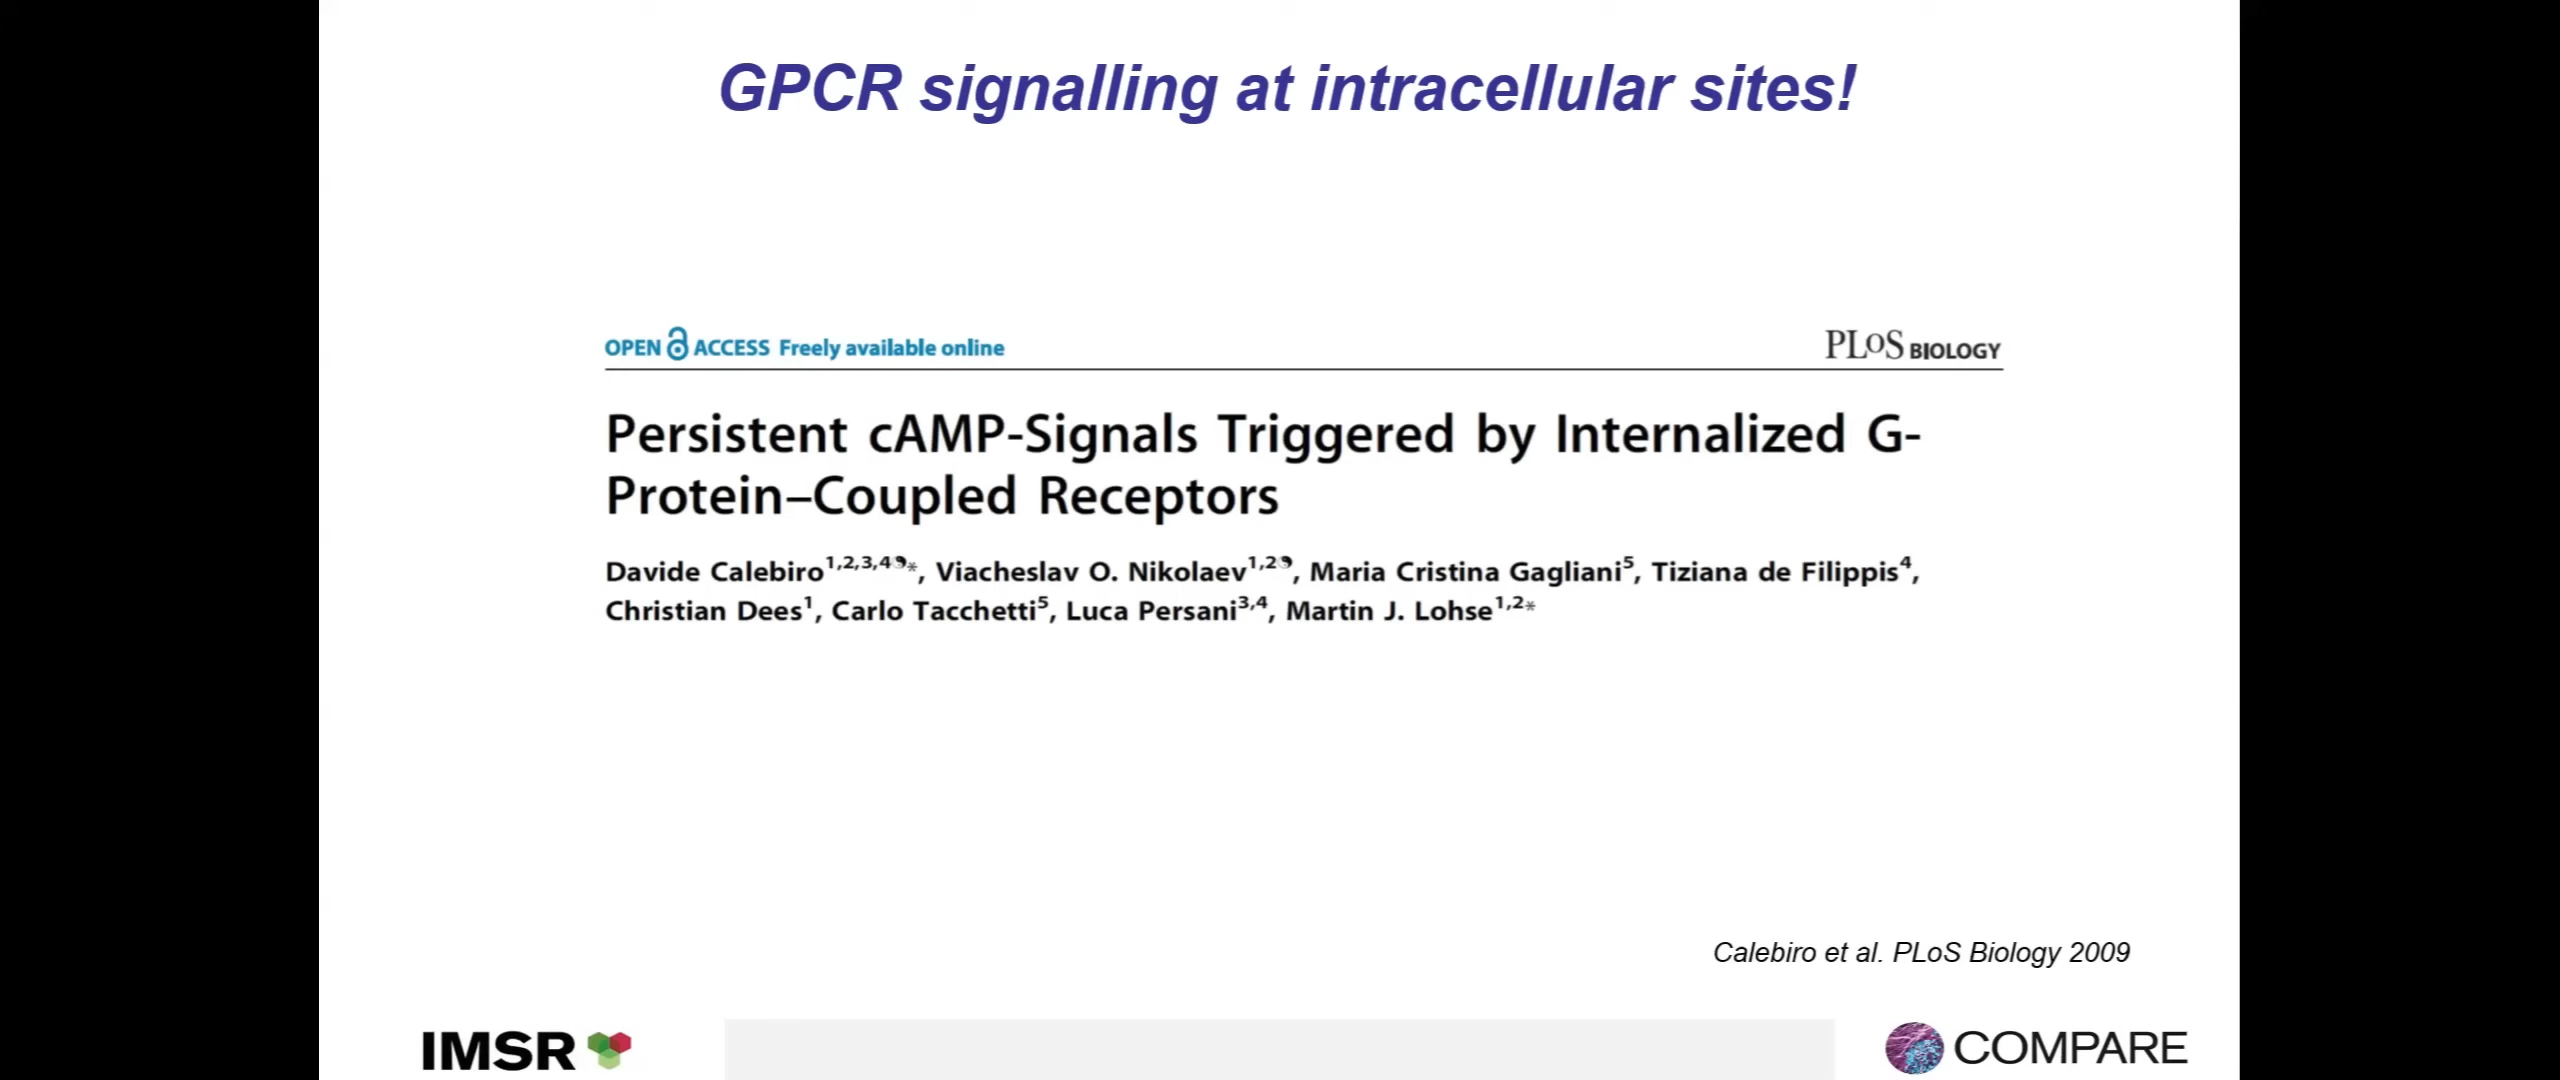 GPCR signalling at intracellular sites!
OPEN ACCESS Freely available online
PLoS BIOLOGY
Persistent cAMP-Signals Triggered by Internalized G-
Protein–Coupled Receptors
Davide Calebiro1,2,3,4*, Viacheslav O. Nikolaev1,2, Maria Cristina Gagliani5, Tiziana de Filippis4,
Christian Dees1, Carlo Tacchetti5, Luca Persani3,4, Martin J. Lohse1,2*
Calebiro et al. PLoS Biology 2009
IMSR
COMPARE